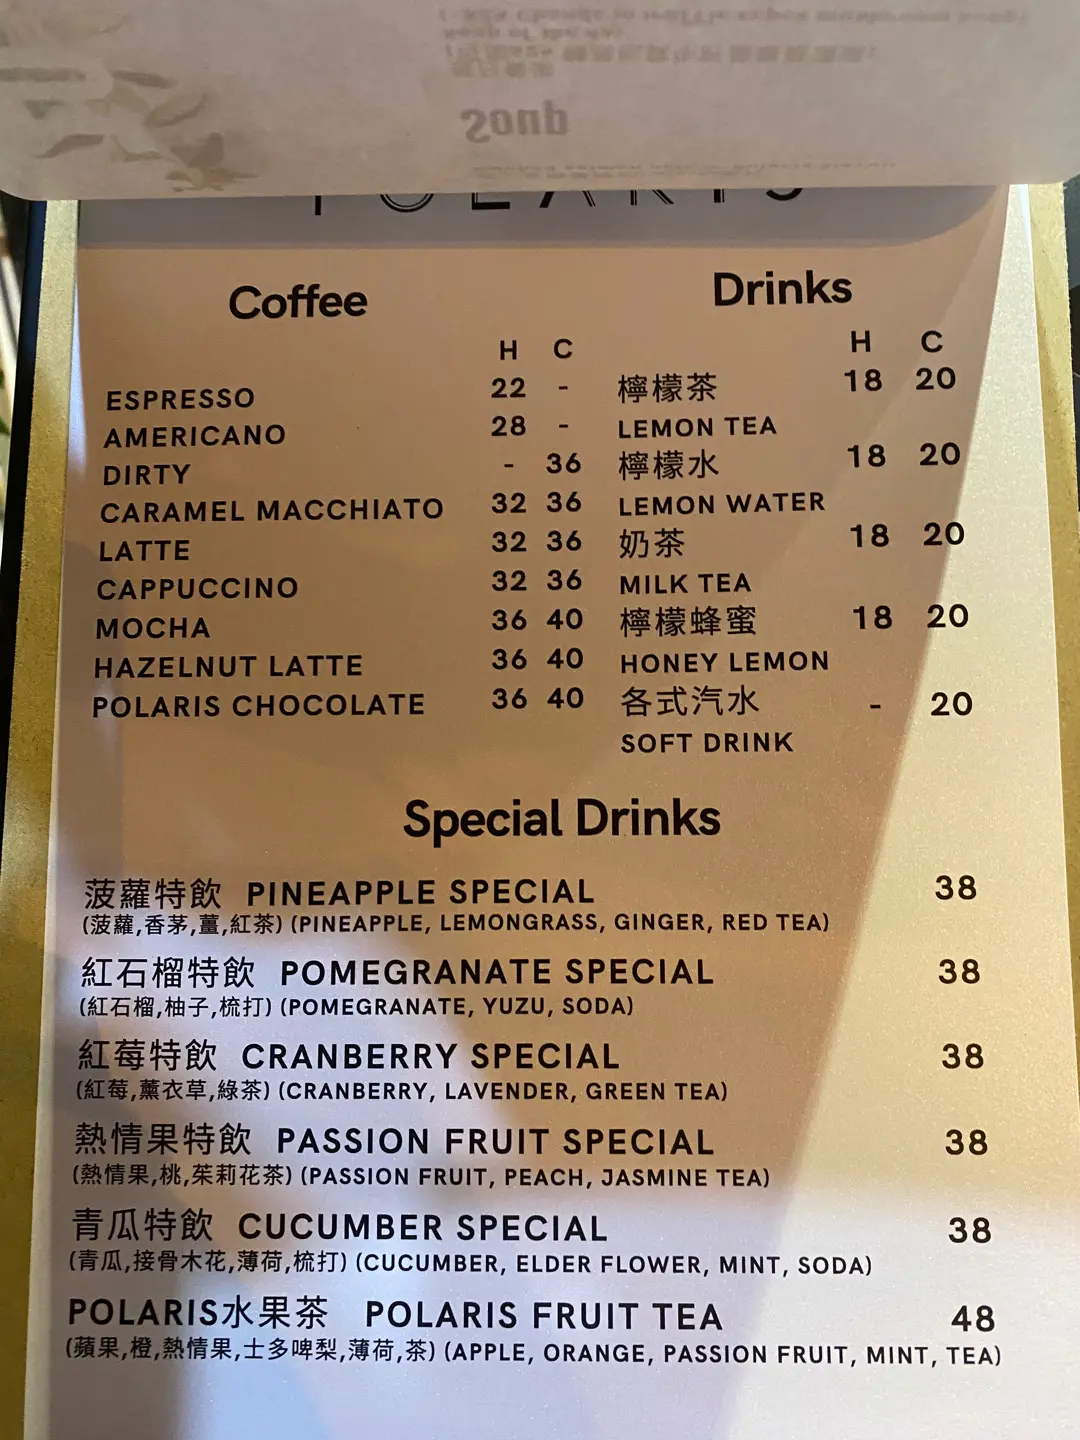 Soup
POLARIS
Coffee
H C
ESPRESSO 22 -
AMERICANO 28 -
DIRTY - 36
CARAMEL MACCHIATO 32 36
LATTE 32 36
CAPPUCCINO 32 36
MOCHA 36 40
HAZELNUT LATTE 36 40
POLARIS CHOCOLATE 36 40
Drinks
H C
檸檬茶 18 20
LEMON TEA
檸檬水 18 20
LEMON WATER
奶茶 18 20
MILK TEA
檸檬蜂蜜 18 20
HONEY LEMON
各式汽水 - 20
SOFT DRINK
Special Drinks
菠蘿特飲 PINEAPPLE SPECIAL 38
(菠蘿,香茅,薑,紅茶) (PINEAPPLE, LEMONGRASS, GINGER, RED TEA)
紅石榴特飲 POMEGRANATE SPECIAL 38
(紅石榴,柚子,梳打) (POMEGRANATE, YUZU, SODA)
紅莓特飲 CRANBERRY SPECIAL 38
(紅莓,薰衣草,綠茶) (CRANBERRY, LAVENDER, GREEN TEA)
熱情果特飲 PASSION FRUIT SPECIAL 38
(熱情果,桃,茱莉花茶) (PASSION FRUIT, PEACH, JASMINE TEA)
青瓜特飲 CUCUMBER SPECIAL 38
(青瓜,接骨木花,薄荷,梳打) (CUCUMBER, ELDER FLOWER, MINT, SODA)
POLARIS水果茶 POLARIS FRUIT TEA 48
(蘋果,橙,熱情果,士多啤梨,薄荷,茶) (APPLE, ORANGE, PASSION FRUIT, MINT, TEA)